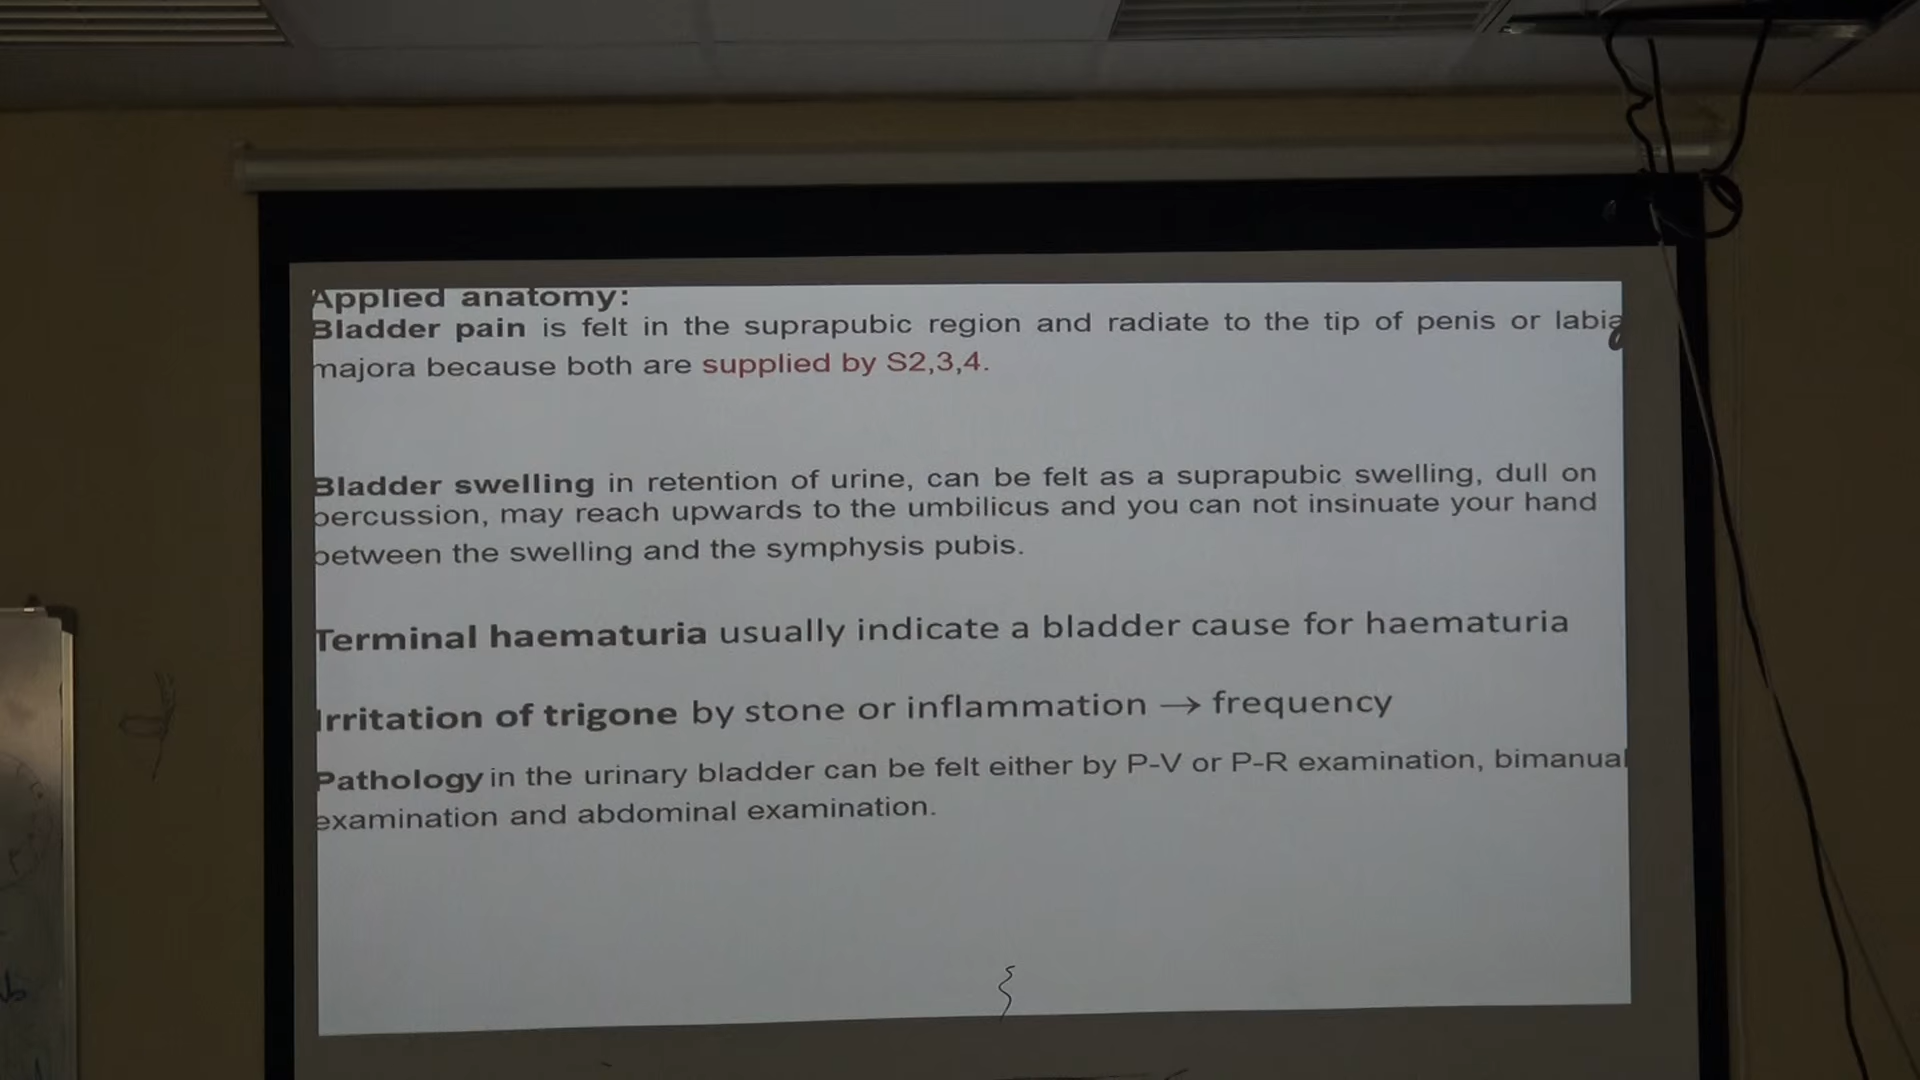 Applied anatomy:
Bladder pain is felt in the suprapubic region and radiate to the tip of penis or labia
majora because both are supplied by S2,3,4.
Bladder swelling in retention of urine, can be felt as a suprapubic swelling, dull on
percussion, may reach upwards to the umbilicus and you can not insinuate your hand
between the swelling and the symphysis pubis.
Terminal haematuria usually indicate a bladder cause for haematuria
Irritation of trigone by stone or inflammation → frequency
Pathology in the urinary bladder can be felt either by P-V or P-R examination, bimanual
examination and abdominal examination.